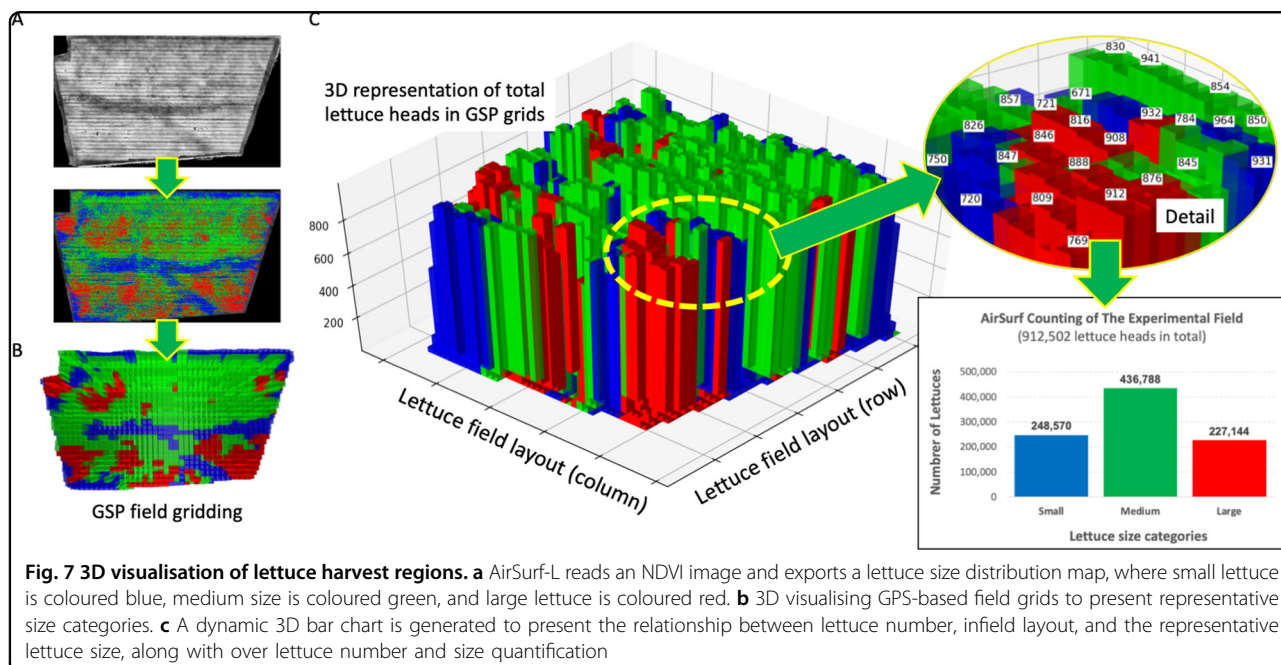 A
C
3D representation of total
lettuce heads in GSP grids
800
600
400
200
Lettuce field layout (column)
Lettuce field layout (row)
B
GSP field gridding
830
941
854
857
721
671
932
784
964
850
826
846
816
908
750
847
888
845
931
876
720
809
912
769
Detail
AirSurf Counting of The Experimental Field
(912,502 lettuce heads in total)
Numbrer of Lettuces
500,000
400,000
300,000
200,000
100,000
0
248,570
436,788
227,144
Small
Medium
Large
Lettuce size categories
Fig. 7 3D visualisation of lettuce harvest regions. a AirSurf-L reads an NDVI image and exports a lettuce size distribution map, where small lettuce
is coloured blue, medium size is coloured green, and large lettuce is coloured red. b 3D visualising GPS-based field grids to present representative
size categories. c A dynamic 3D bar chart is generated to present the relationship between lettuce number, infield layout, and the representative
lettuce size, along with over lettuce number and size quantification